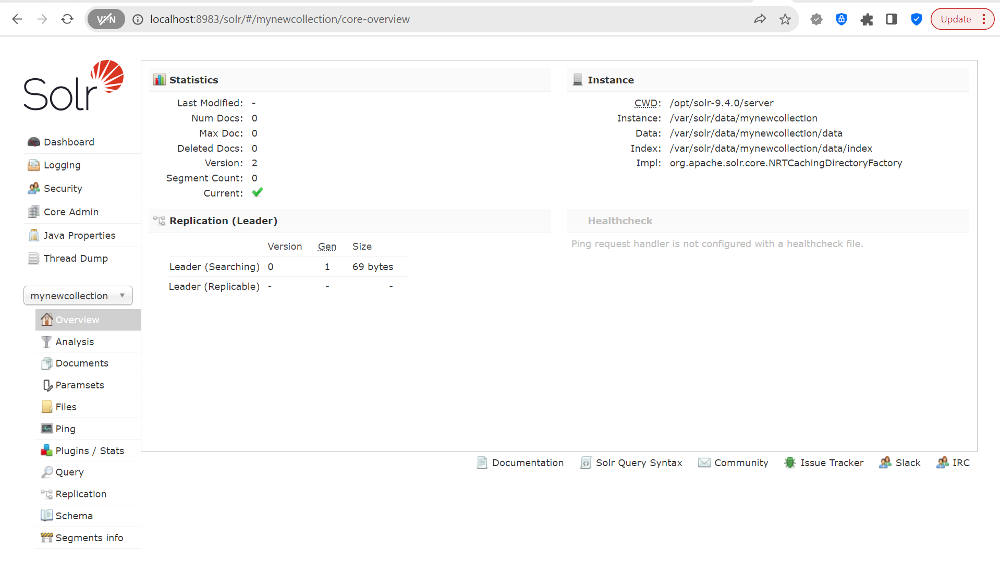 VPN
localhost:8983/solr/#/mynewcollection/core-overview
Update
Solr
Dashboard
Logging
Security
Core Admin
Java Properties
Thread Dump
mynewcollection
Overview
Analysis
Documents
Paramsets
Files
Ping
Plugins / Stats
Query
Replication
Schema
Segments info
Statistics
Last Modified: -
Num Docs: 0
Max Doc: 0
Deleted Docs: 0
Version: 2
Segment Count: 0
Current:
Instance
CWD: /opt/solr-9.4.0/server
Instance: /var/solr/data/mynewcollection
Data: /var/solr/data/mynewcollection/data
Index: /var/solr/data/mynewcollection/data/index
Impl: org.apache.solr.core.NRTCachingDirectoryFactory
Replication (Leader)
Version Gen Size
Leader (Searching) 0 1 69 bytes
Leader (Replicable) - - -
Healthcheck
Ping request handler is not configured with a healthcheck file.
Documentation Solr Query Syntax Community Issue Tracker Slack IRC